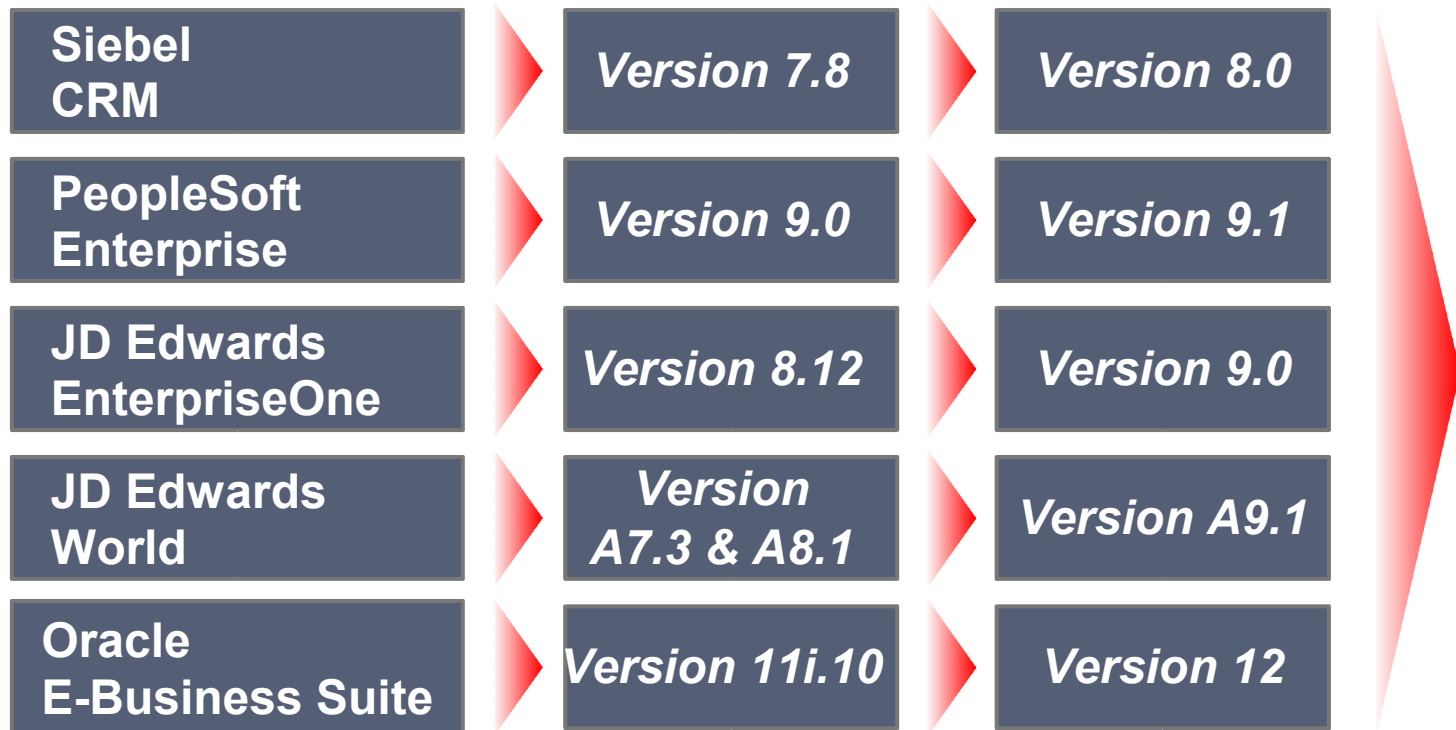 Siebel
CRM
Version 7.8
Version 8.0
PeopleSoft
Enterprise
Version 9.0
Version 9.1
JD Edwards
EnterpriseOne
Version 8.12
Version 9.0
JD Edwards
World
Version
A7.3 & A8.1
Version A9.1
Oracle
E-Business Suite
Version 11i.10
Version 12